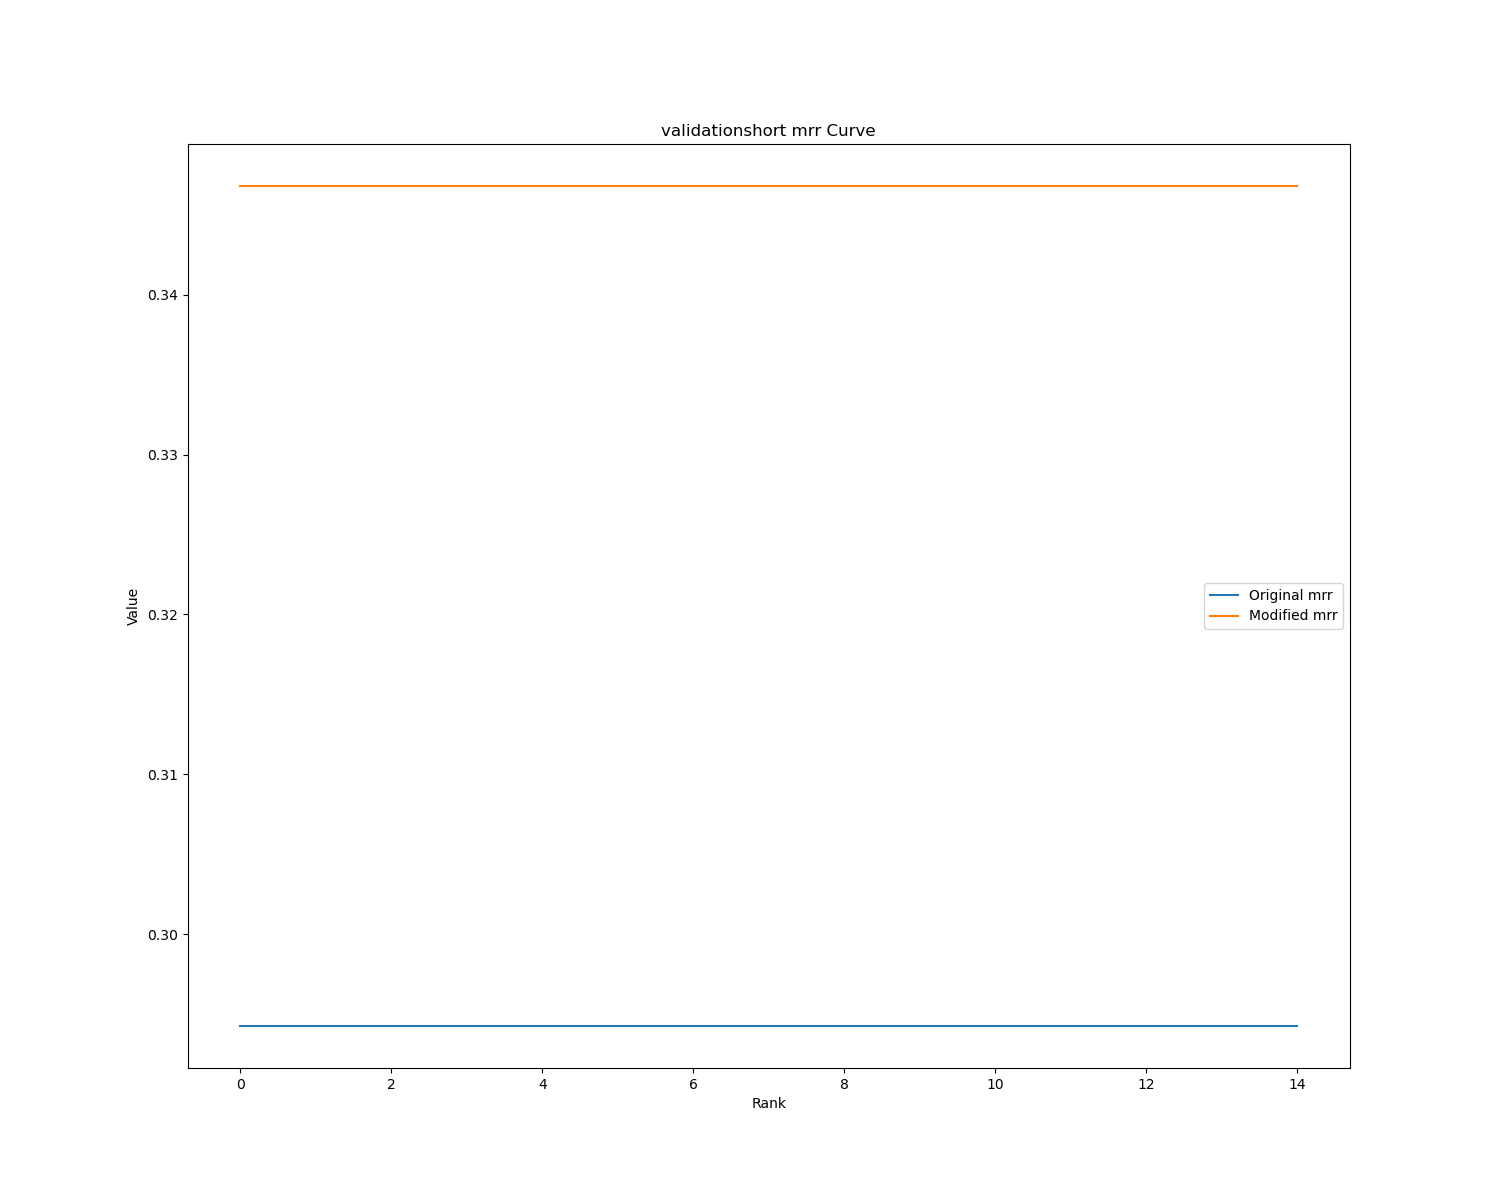 validationshort mrr Curve
Value
0.34
0.33
0.32
0.31
0.30
Original mrr
Modified mrr
0 2 4 6 8 10 12 14
Rank